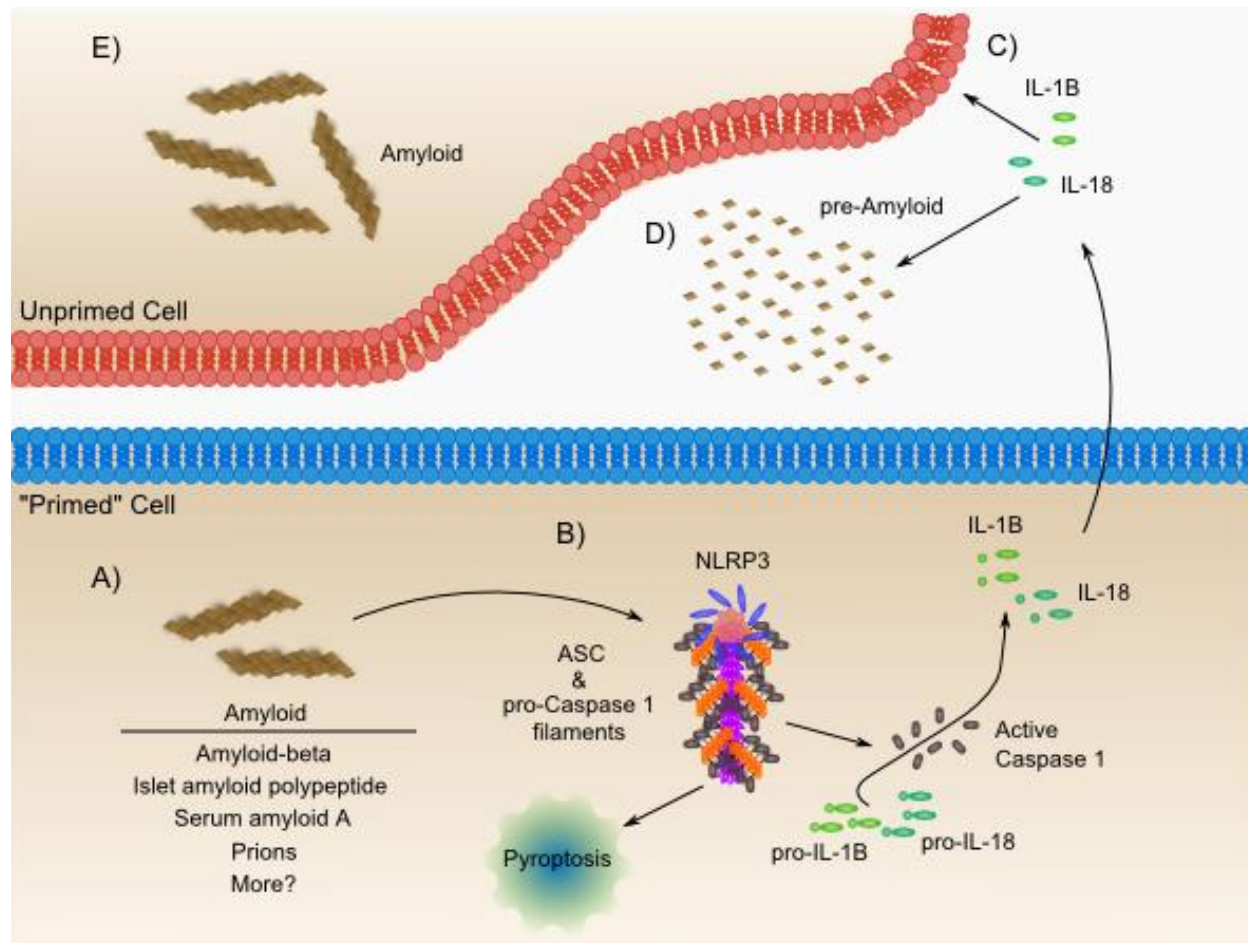 E)
Amyloid
Unprimed Cell
C)
IL-1B
IL-18
pre-Amyloid
D)
"Primed" Cell
A)
Amyloid
Amyloid-beta
Islet amyloid polypeptide
Serum amyloid A
Prions
More?
B)
NLRP3
ASC
&
pro-Caspase 1
filaments
Pyroptosis
IL-1B
IL-18
Active
Caspase 1
pro-IL-1B
pro-IL-18